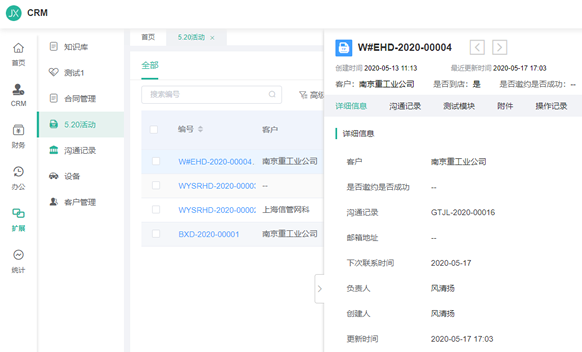 JX CRM
首页
CRM
财务
办公
扩展
统计
知识库
测试1
合同管理
5.20活动
沟通记录
设备
客户管理
首页 5.20活动 ×
全部
搜索编号 高级
编号 客户
W#EHD-2020-00004. 南京重工业公司
WYSRHD-2020-00003 --
WYSRHD-2020-00002 上海信管网科
BXD-2020-00001 南京重工业公司
W#EHD-2020-00004
创建时间 2020-05-13 11:13 最近更新时间 2020-05-17 17:03
客户： 南京重工业公司 是否到店： 是 是否邀约是否成功： --
详细信息 沟通记录 测试模块 附件 操作记录
详细信息
客户 南京重工业公司
是否邀约是否成功 --
沟通记录 GTJL-2020-00016
邮箱地址 --
下次联系时间 2020-05-17
负责人 风清扬
创建人 风清扬
更新时间 2020-05-17 17:03